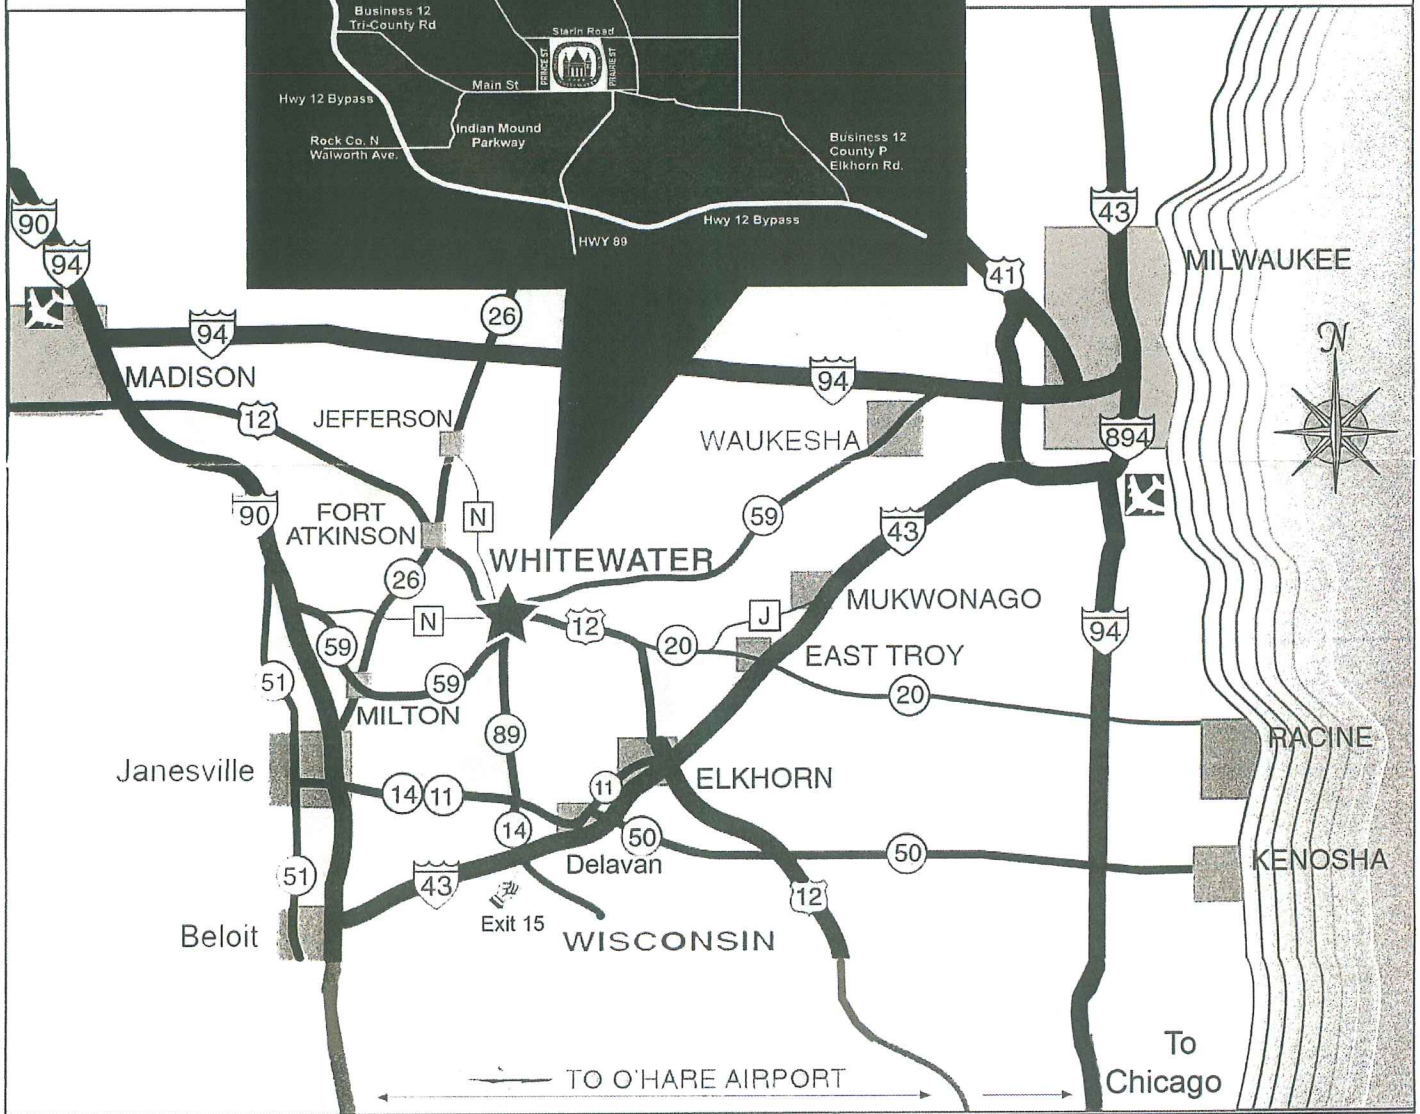 Business 12
Tri-County Rd
Starin Road
PRINCE ST
PRAIRIE ST
Main St
Hwy 12 Bypass
Indian Mound
Parkway
Rock Co. N
Walworth Ave.
Business 12
County P
Elkhorn Rd.
Hwy 12 Bypass
HWY 89
90
94
43
MILWAUKEE
41
26
94
94
N
MADISON
12
JEFFERSON
WAUKESHA
894
90
FORT
ATKINSON
N
59
43
WHITEWATER
26
MUKWONAGO
N
12
J
94
59
20
EAST TROY
51
59
20
MILTON
89
RACINE
Janesville
14
11
11
ELKHORN
14
50
50
Delavan
KENOSHA
51
43
12
Exit 15
Beloit
WISCONSIN
To
Chicago
TO O'HARE AIRPORT